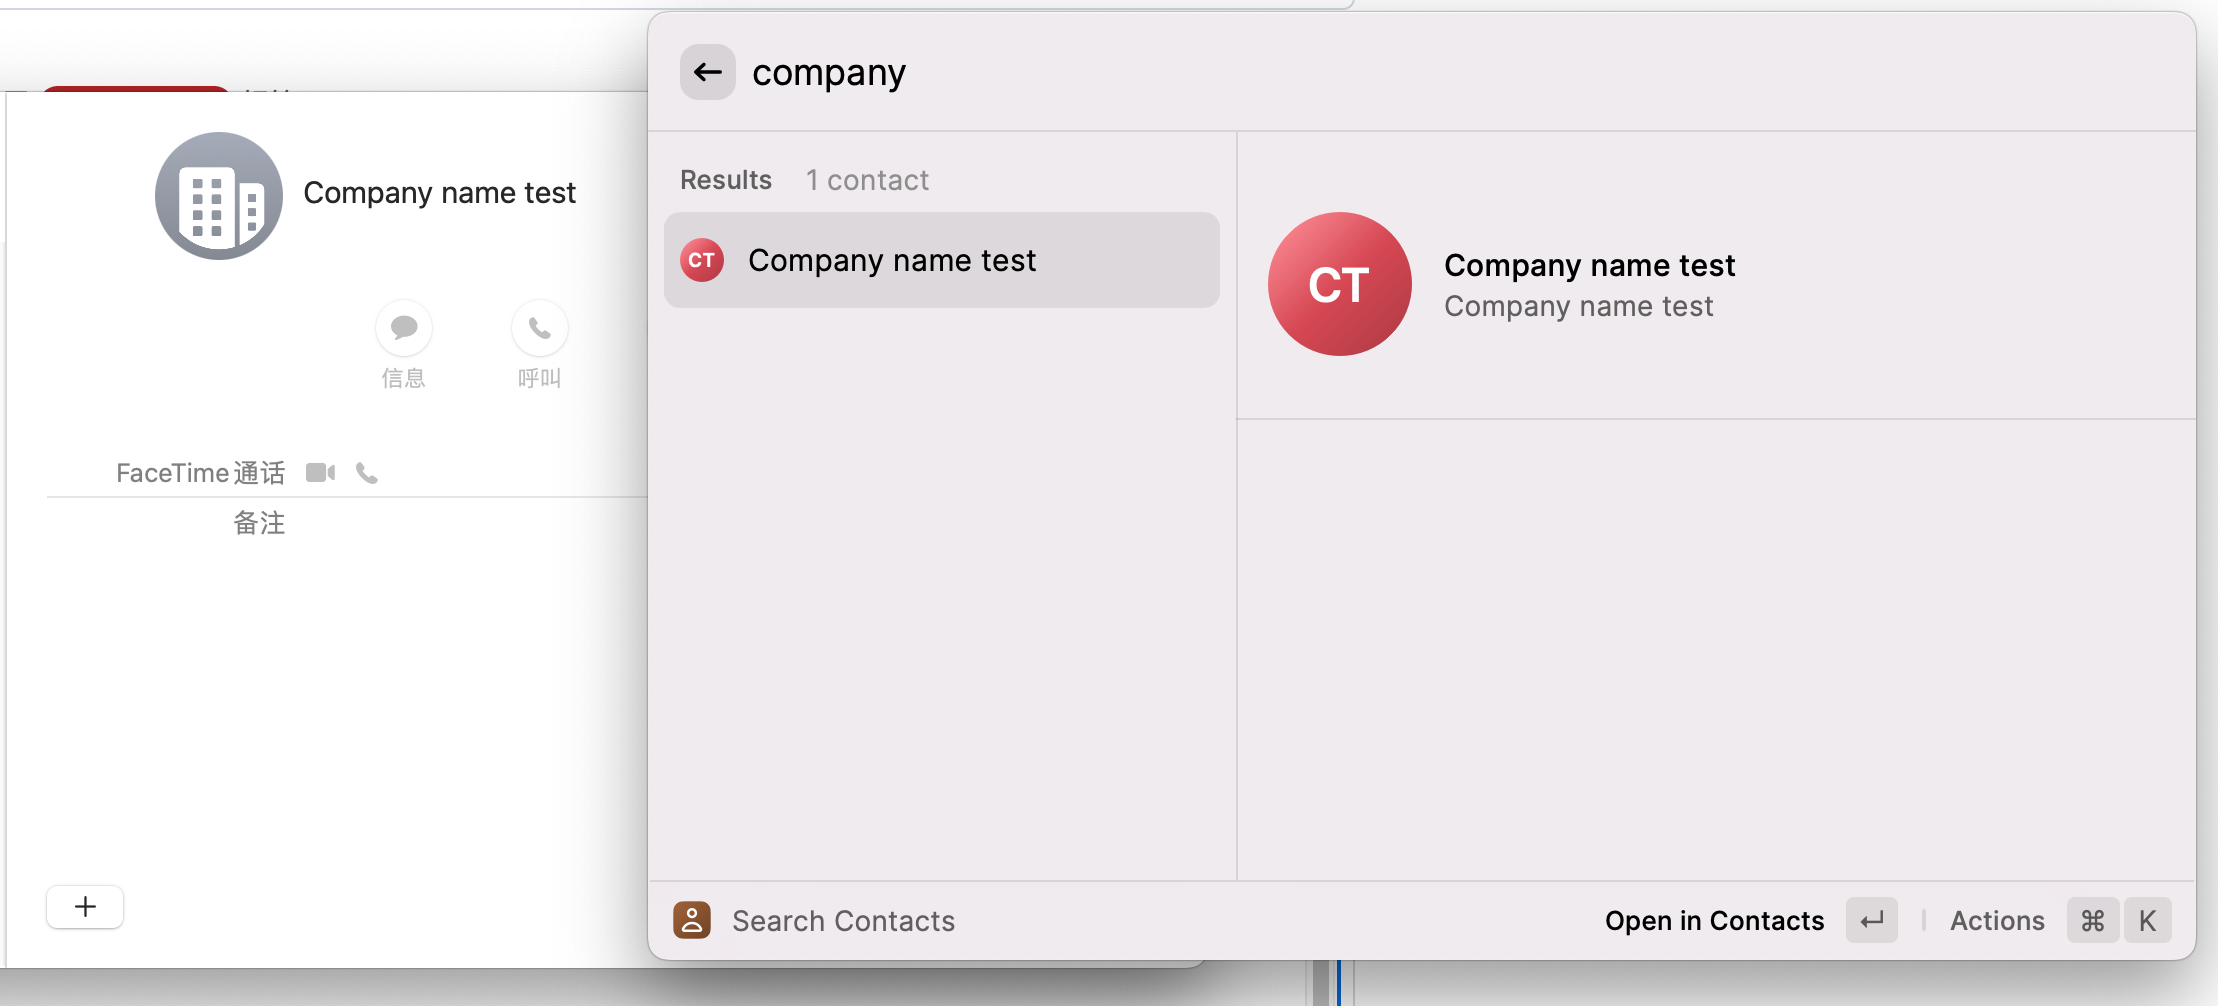 Company name test
信息
呼叫
FaceTime通话
备注
company
Results 1 contact
CT Company name test
CT
Company name test
Company name test
Search Contacts
Open in Contacts
Actions ⌘ K